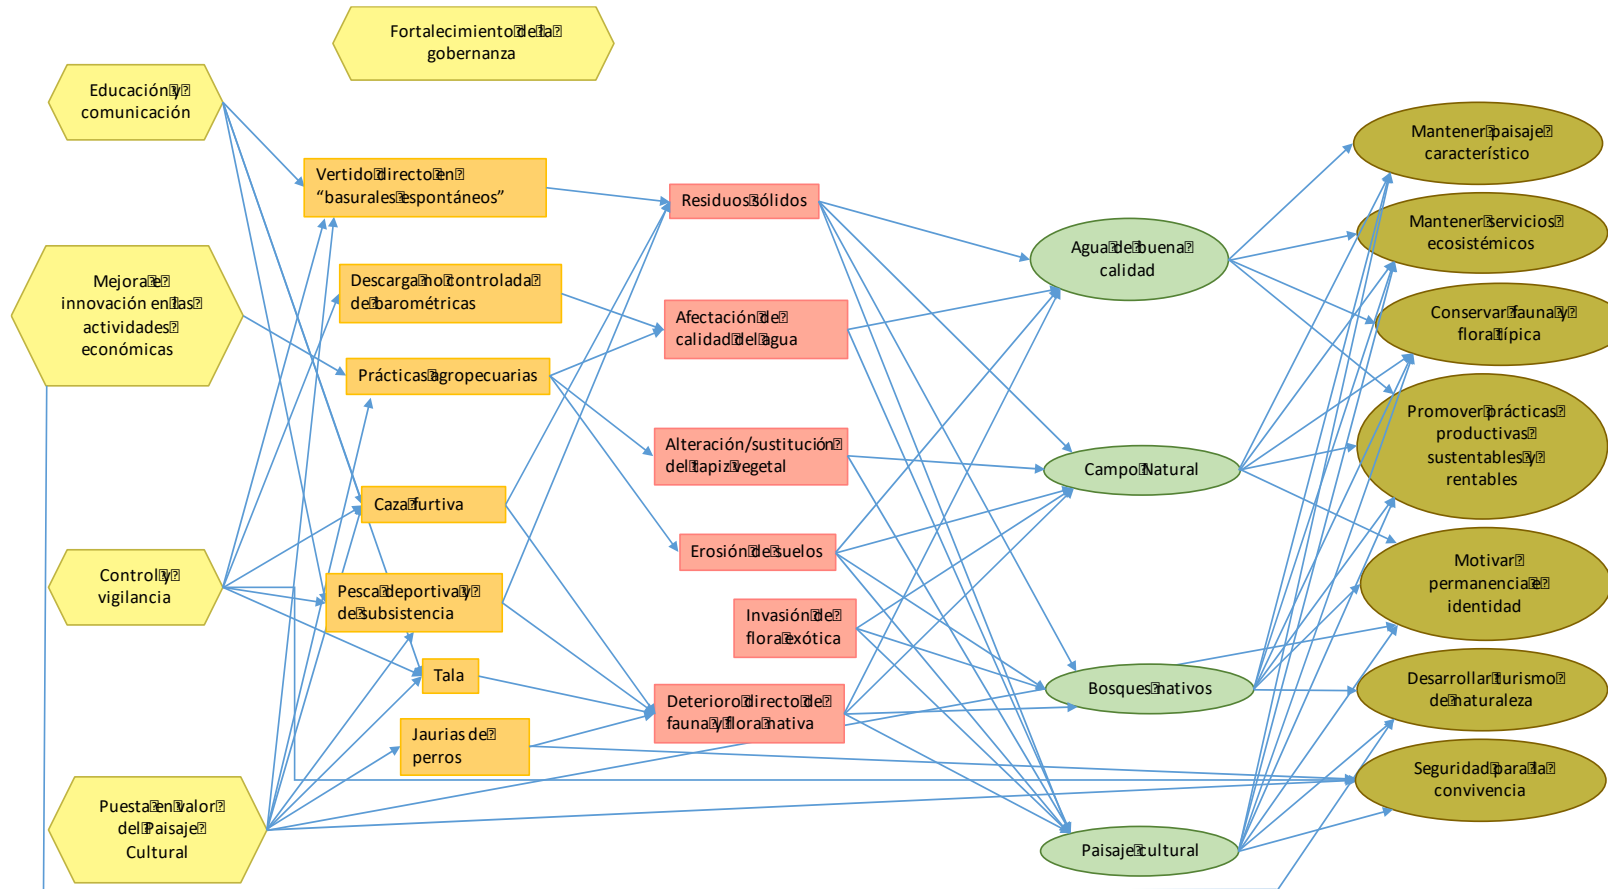 Fortalecimiento de la
gobernanza
Educación y
comunicación
Mejora e
innovación en las
actividades
económicas
Control y
vigilancia
Puesta en valor
del Paisaje
Cultural
Vertido directo en
“basurales espontáneos”
Descarga no controlada
de barométricas
Prácticas agropecuarias
Caza furtiva
Pesca deportiva y
de subsistencia
Tala
Jaurias de
perros
Residuos sólidos
Afectación de
calidad del agua
Alteración/sustitución
del tapiz vegetal
Erosión de suelos
Invasión de
flora exótica
Deterioro directo de
fauna y flora nativa
Agua de buena
calidad
Campo Natural
Bosques nativos
Paisaje cultural
Mantener paisaje
característico
Mantener servicios
ecosistémicos
Conservar fauna y
flora típica
Promover prácticas
productivas
sustentables y
rentables
Motivar
permanencia e
identidad
Desarrollar turismo
de naturaleza
Seguridad para la
convivencia